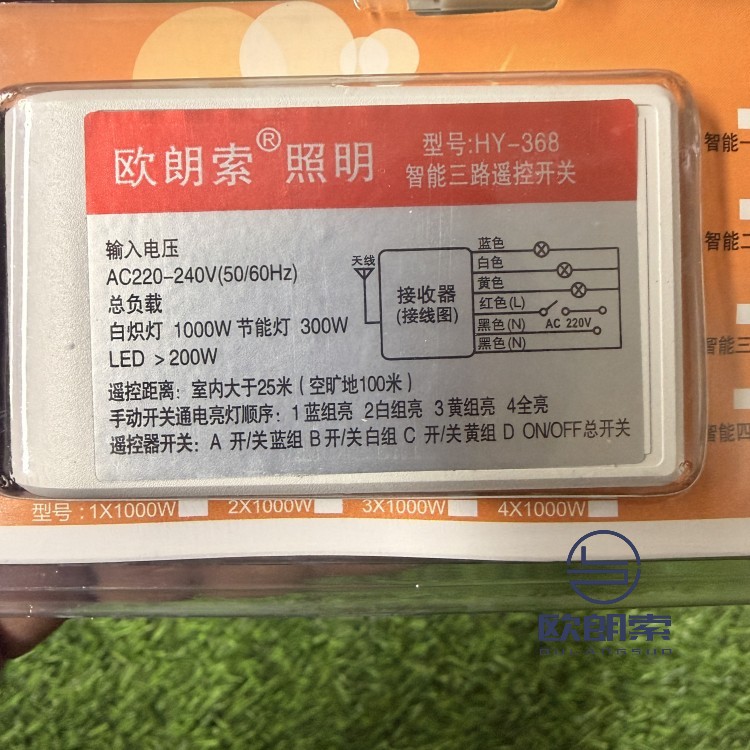 欧朗索® 照明
型号:HY-368
智能三路遥控开关
输入电压
AC220-240V(50/60Hz)
总负载
白炽灯 1000W 节能灯 300W
LED >200W
天线
接收器
(接线图)
蓝色
白色
黄色
红色(L)
黑色(N) AC 220V
黑色(N)
遥控距离: 室内大于25米 (空旷地100米)
手动开关通电亮灯顺序: 1蓝组亮 2白组亮 3黄组亮 4全亮
遥控器开关: A 开/关蓝组 B开/关白组 C 开/关黄组 D ON/OFF总开关
智能一
智能二
智能三
智能四
型号:1X1000W 2X1000W 3X1000W 4X1000W
欧朗索